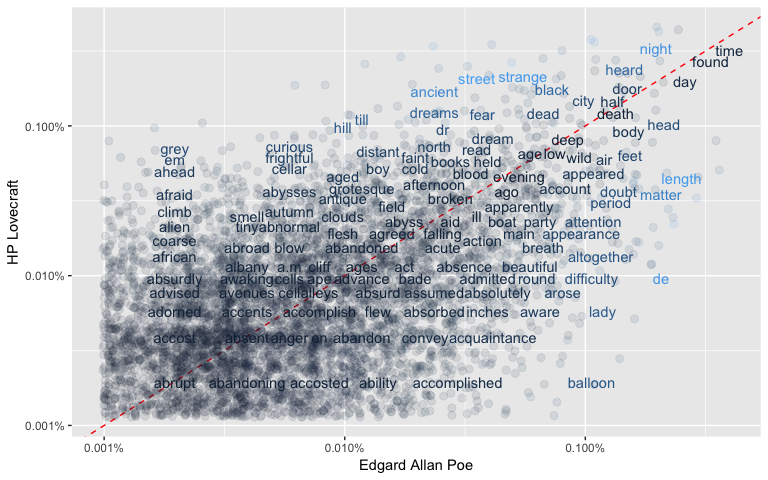 night
time
found
heard
street strange
day
black
door
ancient
city half
till
dreams
fear
dead
death
hill
dr
head
body
dream
deep
grey
curious
north
read
age low
distant
em
frightful
faint
books held
wild air feet
cellar
boy cold
ahead
blood
appeared
aged
evening
length
grotesque afternoon
abysses
account
afraid
ago
doubt matter
antique
broken
field
apparently
period
climb
autumn
smell
clouds
ill
abyss aid
boat party attention
alien
tiny abnormal
flesh agreed falling
main appearance
coarse
action
abroad blow abandoned acute
breath
african
altogether
albany a.m cliff ages act absence beautiful
absurdly awaking cells ape advance bade admitted round difficulty de
advised avenues cell alleys absurd assumed absolutely arose
adorned accents accomplish flew absorbed inches aware lady
accost absent anger en abandon convey acquaintance
abrupt abandoning accosted ability accomplished balloon
0.100%
0.010%
0.001%
HP Lovecraft
0.001% 0.010% 0.100%
Edgard Allan Poe